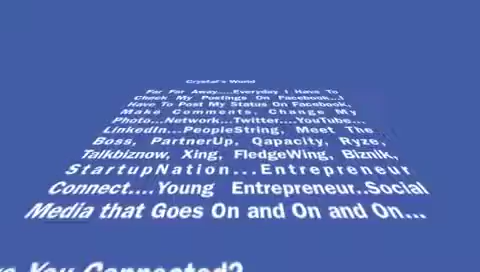 Crystal's World
Far Far Away.....Everyday I Have To
Check My Postings On Facebook...!
Have To Post My Status On Facebook,
Make Comments, Change My
Photo...Network...Twitter....YouTube...
LinkedIn...PeopleString, Meet The
Boss, PartnerUp, Qapacity, Ryze,
Talkbiznow, Xing, FledgeWing, Biznik,
StartupNation...Entrepreneur
Connect....Young Entrepreneur..Social
Media that Goes On and On and On...
You Connected?